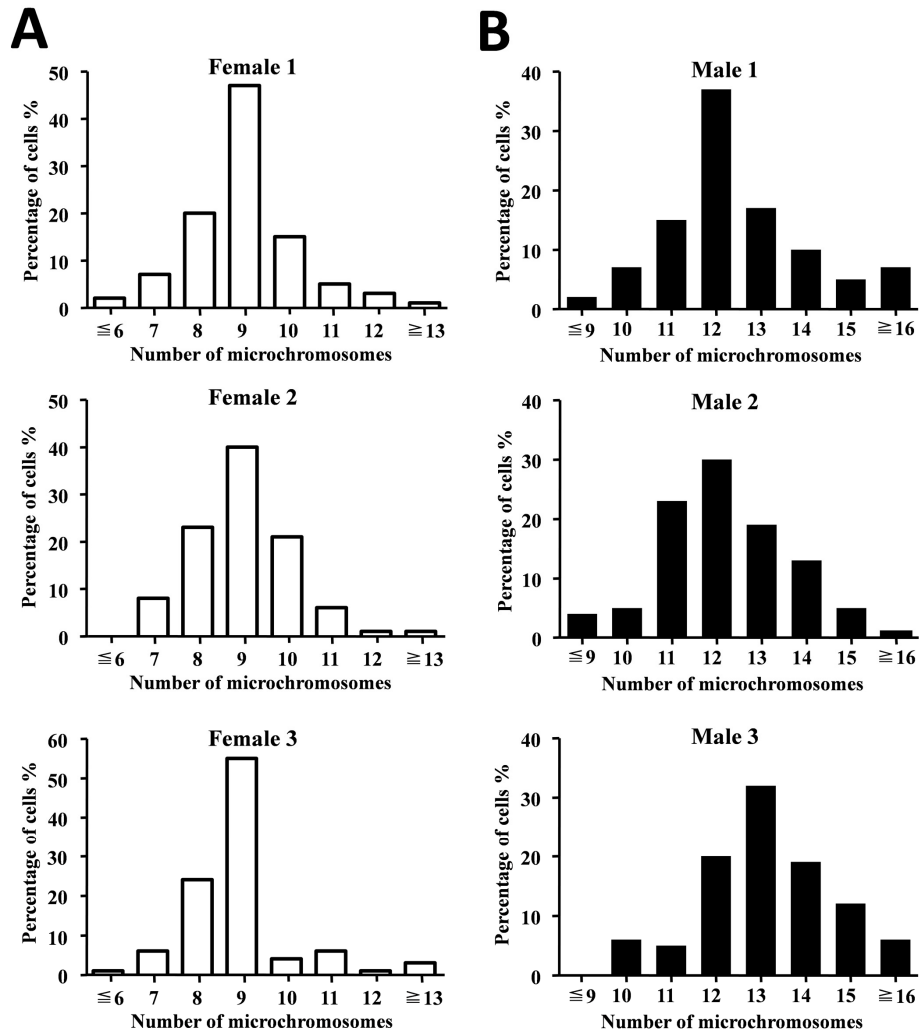 A
B
Female 1
Percentage of cells %
50
40
30
20
10
0
≦6 7 8 9 10 11 12 ≧13
Number of microchromosomes
Male 1
Percentage of cells %
40
30
20
10
0
≦9 10 11 12 13 14 15 ≧16
Number of microchromosomes
Female 2
Percentage of cells %
50
40
30
20
10
0
≦6 7 8 9 10 11 12 ≧13
Number of microchromosomes
Male 2
Percentage of cells %
40
30
20
10
0
≦9 10 11 12 13 14 15 ≧16
Number of microchromosomes
Female 3
Percentage of cells %
60
50
40
30
20
10
0
≦6 7 8 9 10 11 12 ≧13
Number of microchromosomes
Male 3
Percentage of cells %
40
30
20
10
0
≦9 10 11 12 13 14 15 ≧16
Number of microchromosomes